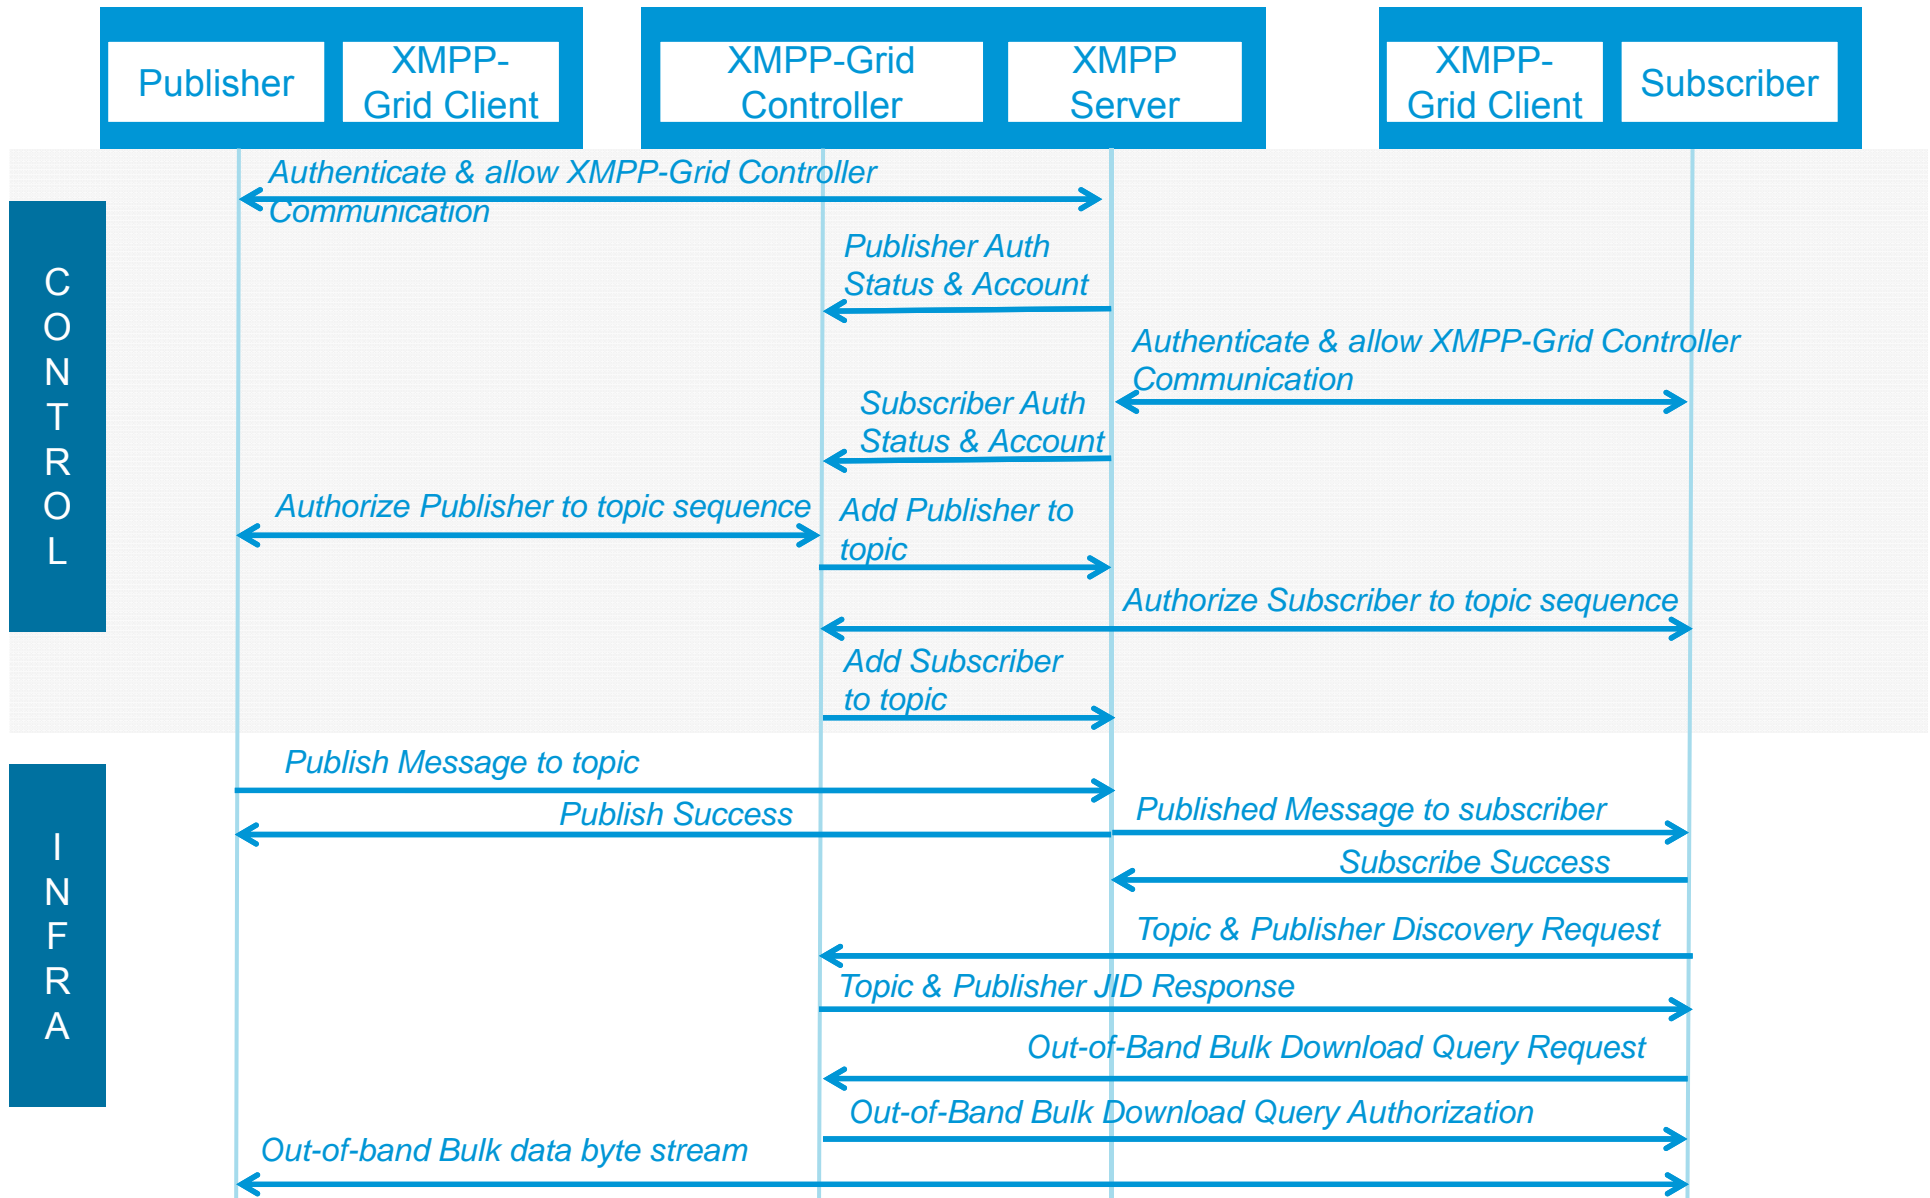 Publisher
XMPP-
Grid Client
XMPP-Grid
Controller
XMPP
Server
XMPP-
Grid Client
Subscriber
C
O
N
T
R
O
L
Authenticate & allow XMPP-Grid Controller
Communication
Publisher Auth
Status & Account
Authenticate & allow XMPP-Grid Controller
Communication
Subscriber Auth
Status & Account
Authorize Publisher to topic sequence
Add Publisher to
topic
Authorize Subscriber to topic sequence
Add Subscriber
to topic
I
N
F
R
A
Publish Message to topic
Publish Success
Published Message to subscriber
Subscribe Success
Topic & Publisher Discovery Request
Topic & Publisher JID Response
Out-of-Band Bulk Download Query Request
Out-of-Band Bulk Download Query Authorization
Out-of-band Bulk data byte stream